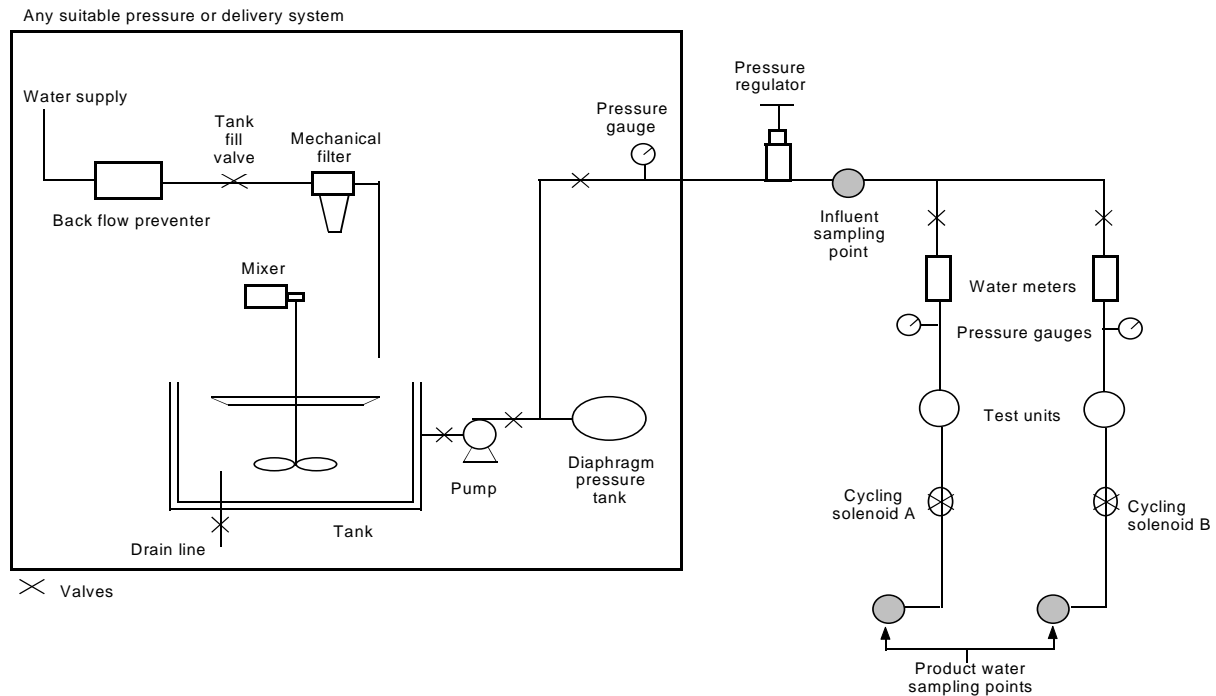 Any suitable pressure or delivery system
Water supply
Tank
fill
valve
Mechanical
filter
Back flow preventer
Mixer
Pressure
gauge
Pressure
regulator
Influent
sampling
point
Water meters
Pressure gauges
Test units
Diaphragm
pressure
tank
Pump
Tank
Drain line
Cycling
solenoid A
Cycling
solenoid B
Valves
Product water
sampling points